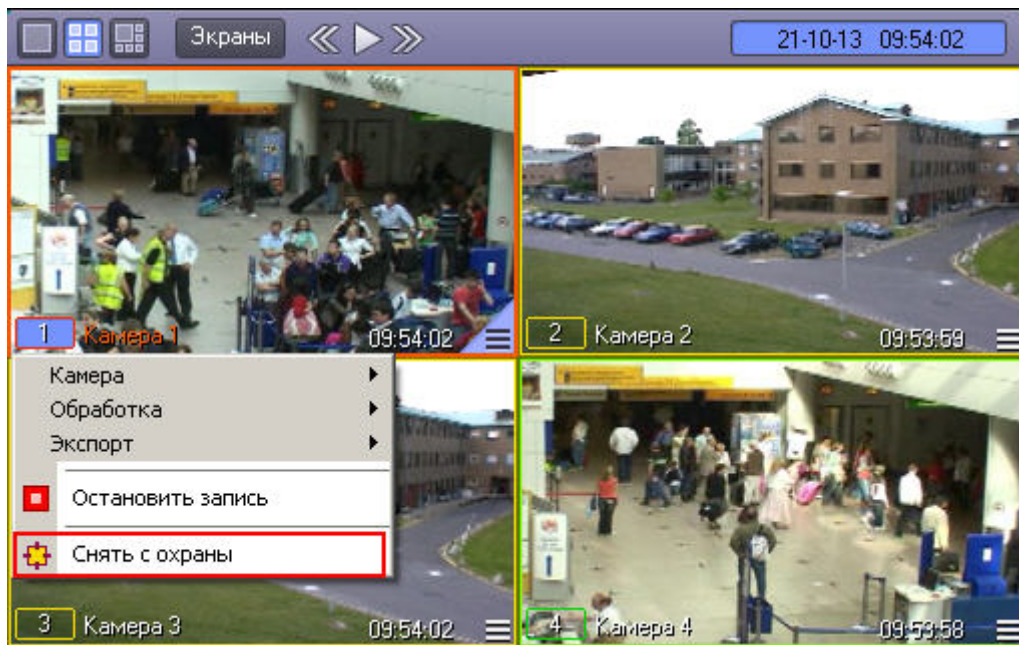 Экраны
21-10-13 09:54:02
1 Камера 1 09:54:02
2 Камера 2 09:53:59
Камера
Обработка
Экспорт
Остановить запись
Снять с охраны
3 Камера 3 09:54:02
4 Камера 4 09:53:58